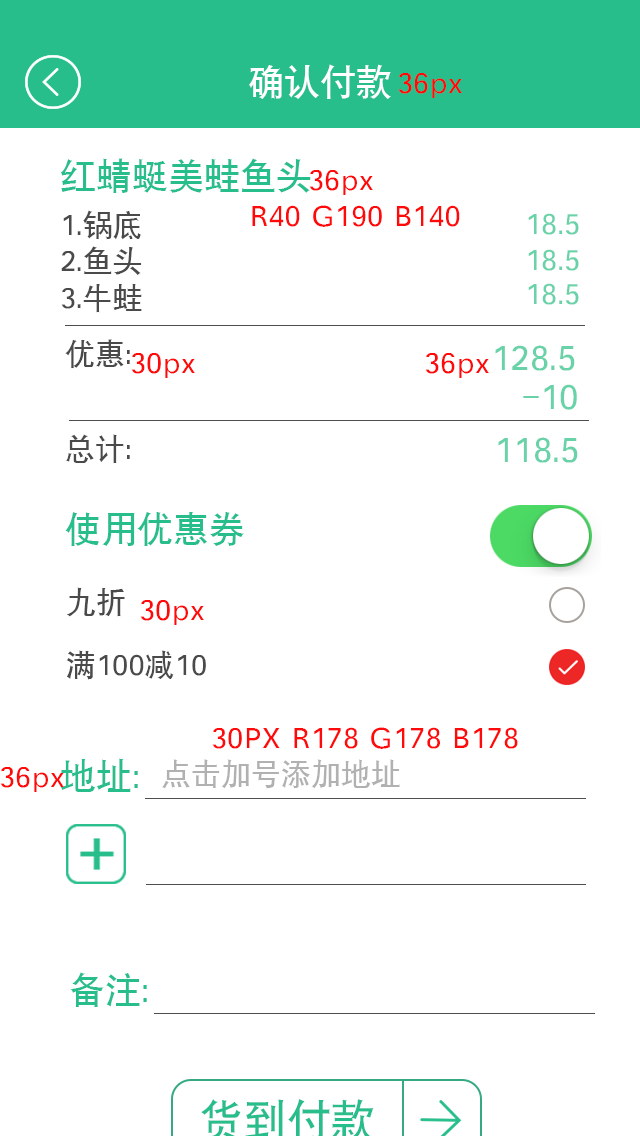 确认付款 36px
红蜻蜓美蛙鱼头 36px
R40 G190 B140
1.锅底 18.5
2.鱼头 18.5
3.牛蛙 18.5
优惠: 30px 36px 128.5
-10
总计: 118.5
使用优惠券
九折 30px
满100减10
30PX R178 G178 B178
36px 地址: 点击加号添加地址
备注:
货到付款